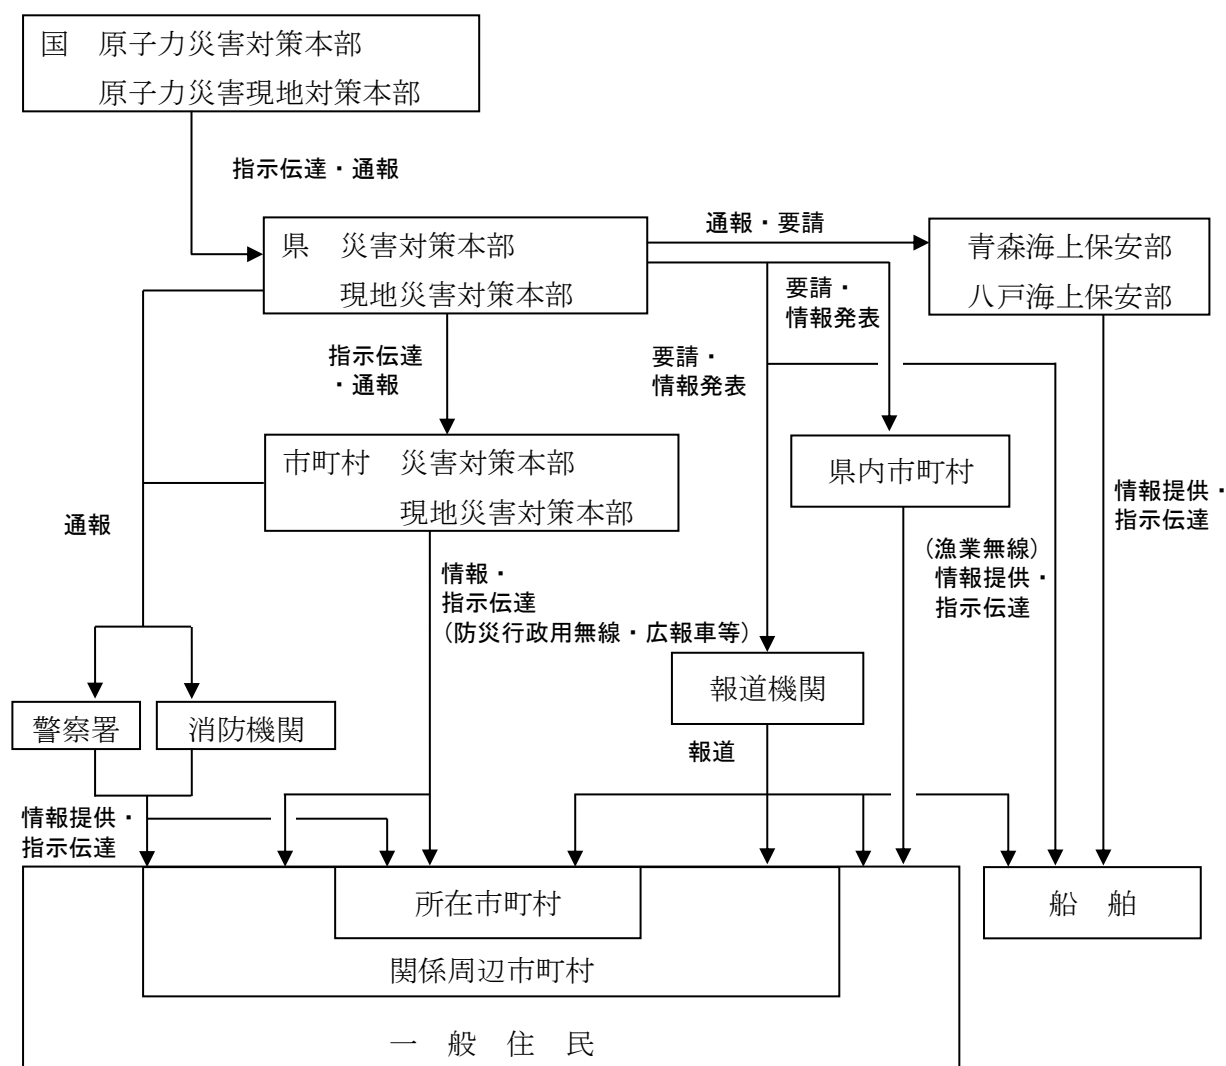 国　原子力災害対策本部
原子力災害現地対策本部
指示伝達・通報
県　災害対策本部
現地災害対策本部
通報・要請
青森海上保安部
八戸海上保安部
要請・
情報発表
指示伝達
・通報
要請・
情報発表
市町村　災害対策本部
現地災害対策本部
県内市町村
情報提供・
指示伝達
通報
情報・
指示伝達
（防災行政用無線・広報車等）
（漁業無線）
情報提供・
指示伝達
報道機関
警察署
消防機関
報道
情報提供・
指示伝達
所在市町村
船　舶
関係周辺市町村
一　般　住　民